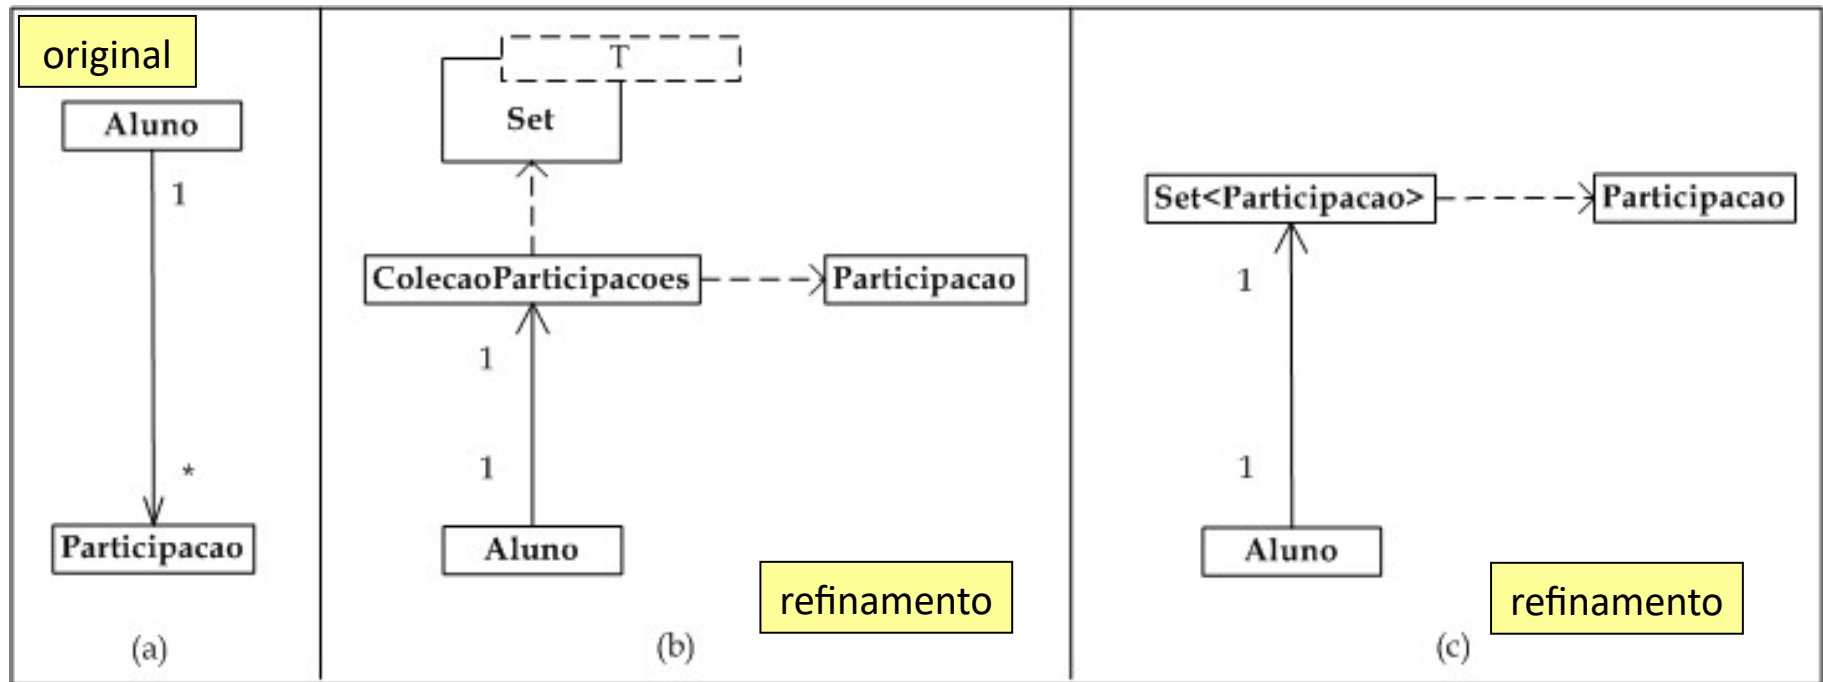 original
Aluno
1
*
Participacao
(a)
T
Set
ColecaoParticipacoes
Participacao
1
1
Aluno
refinamento
(b)
Set<Participacao>
Participacao
1
1
Aluno
refinamento
(c)